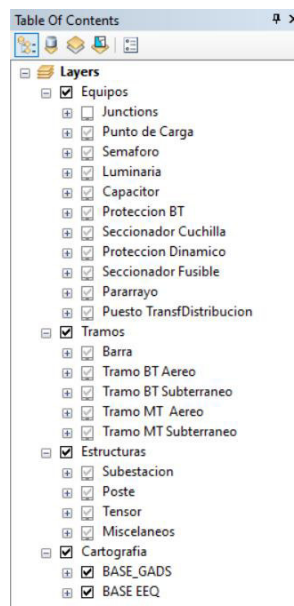 Table Of Contents
Layers
Equipos
Junctions
Punto de Carga
Semaforo
Luminaria
Capacitor
Proteccion BT
Seccionador Cuchilla
Proteccion Dinamico
Seccionador Fusible
Pararrayo
Puesto TransfDistribucion
Tramos
Barra
Tramo BT Aereo
Tramo BT Subterraneo
Tramo MT Aereo
Tramo MT Subterraneo
Estructuras
Subestacion
Poste
Tensor
Miscelaneos
Cartografia
BASE_GADS
BASE EEQ